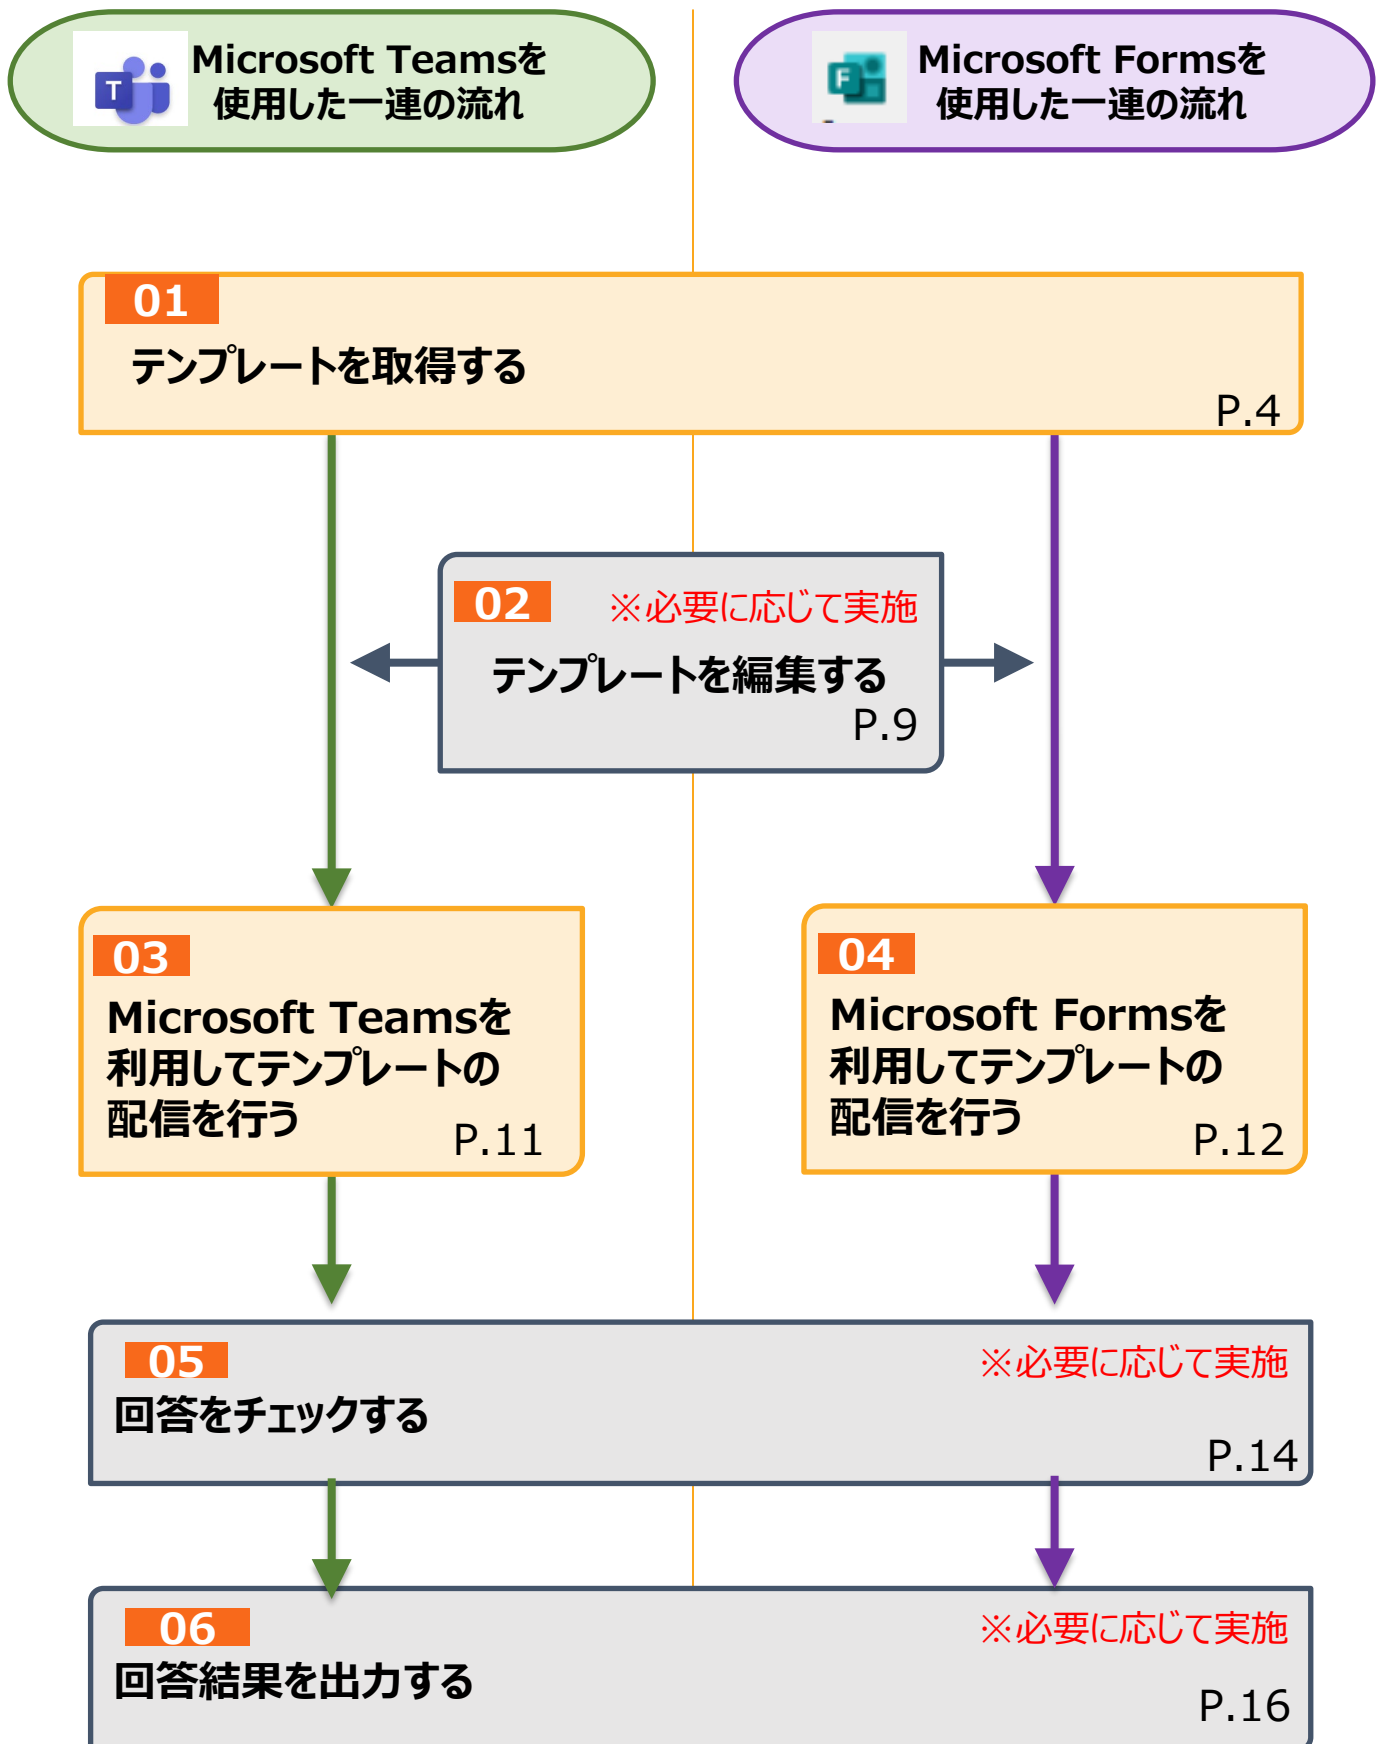 Microsoft Teamsを
使用した一連の流れ
Microsoft Formsを
使用した一連の流れ
01
テンプレートを取得する
P.4
02
※必要に応じて実施
テンプレートを編集する
P.9
03
Microsoft Teamsを
利用してテンプレートの
配信を行う
P.11
04
Microsoft Formsを
利用してテンプレートの
配信を行う
P.12
05
※必要に応じて実施
回答をチェックする
P.14
06
※必要に応じて実施
回答結果を出力する
P.16